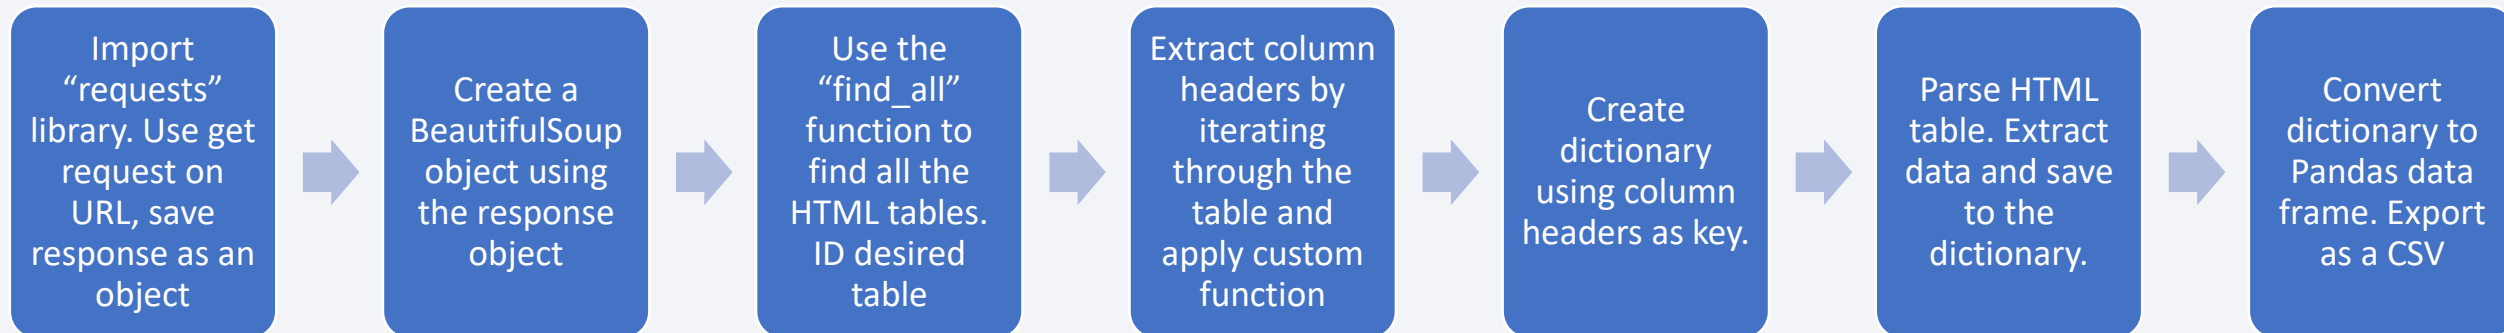 Import
“requests”
library. Use get
request on
URL, save
response as an
object
Create a
BeautifulSoup
object using
the response
object
Use the
“find_all”
function to
find all the
HTML tables.
ID desired
table
Extract column
headers by
iterating
through the
table and
apply custom
function
Create
dictionary
using column
headers as key.
Parse HTML
table. Extract
data and save
to the
dictionary.
Convert
dictionary to
Pandas data
frame. Export
as a CSV